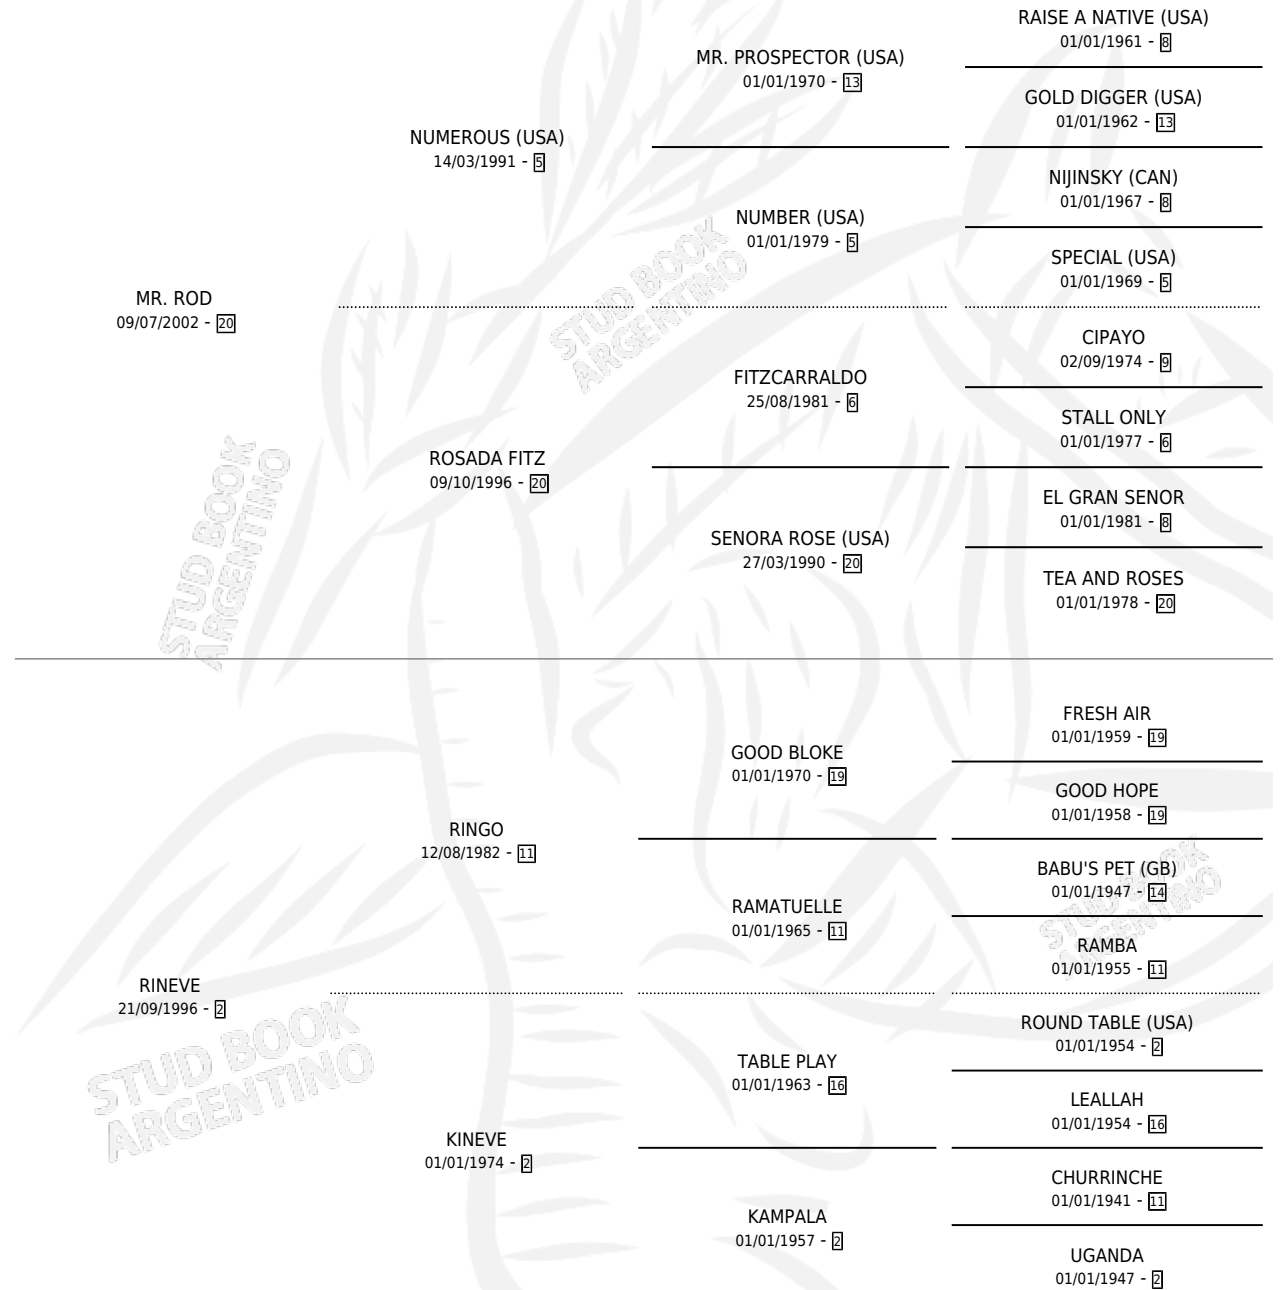 RAISE A NATIVE (USA)
01/01/1961 - 8
MR. PROSPECTOR (USA)
01/01/1970 - 13
GOLD DIGGER (USA)
01/01/1962 - 13
NUMEROUS (USA)
14/03/1991 - 5
NIJINSKY (CAN)
01/01/1967 - 8
NUMBER (USA)
01/01/1979 - 5
SPECIAL (USA)
01/01/1969 - 5
MR. ROD
09/07/2002 - 20
CIPAYO
02/09/1974 - 9
FITZCARRALDO
25/08/1981 - 6
STALL ONLY
01/01/1977 - 6
ROSADA FITZ
09/10/1996 - 20
EL GRAN SENOR
01/01/1981 - 8
SENORA ROSE (USA)
27/03/1990 - 20
TEA AND ROSES
01/01/1978 - 20
FRESH AIR
01/01/1959 - 19
GOOD BLOKE
01/01/1970 - 19
GOOD HOPE
01/01/1958 - 19
RINGO
12/08/1982 - 11
BABU'S PET (GB)
01/01/1947 - 14
RAMATUELLE
01/01/1965 - 11
RAMBA
01/01/1955 - 11
RINEVE
21/09/1996 - 2
ROUND TABLE (USA)
01/01/1954 - 2
TABLE PLAY
01/01/1963 - 16
LEALLAH
01/01/1954 - 16
KINEVE
01/01/1974 - 2
CHURRINCHE
01/01/1941 - 11
KAMPALA
01/01/1957 - 2
UGANDA
01/01/1947 - 2
STUD BOOK
ARGENTINO
STUD BOOK
ARGENTINO
STUD BOOK
ARGENTINO
STUD BOOK
ARGENTINO